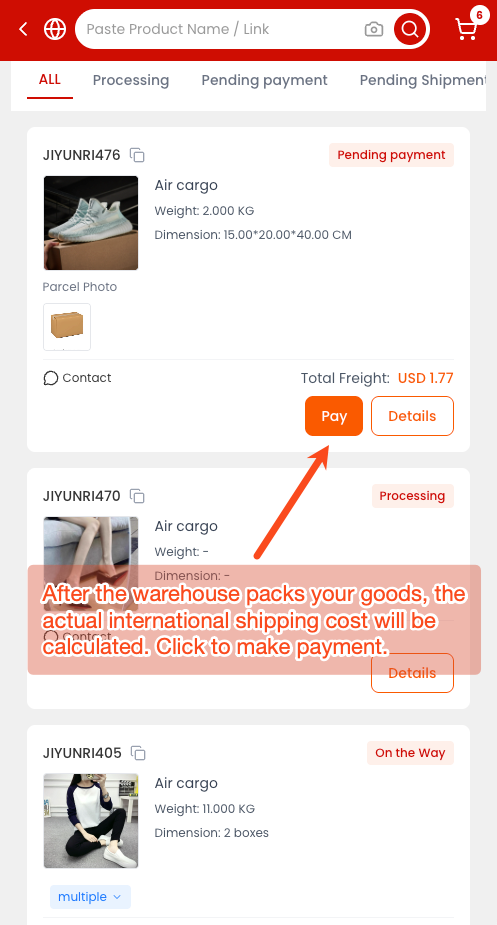 6
Paste Product Name / Link
ALL Processing Pending payment Pending Shipment
JIYUNRI476 Pending payment
Air cargo
Weight: 2.000 KG
Dimension: 15.00*20.00*40.00 CM
Parcel Photo
Contact Total Freight: USD 1.77
Pay Details
JIYUNRI470 Processing
Air cargo
Weight: -
Dimension: -
After the warehouse packs your goods, the
actual international shipping cost will be
Contact
calculated. Click to make payment.
Details
JIYUNRI405 On the Way
Air cargo
Weight: 11.000 KG
Dimension: 2 boxes
multiple